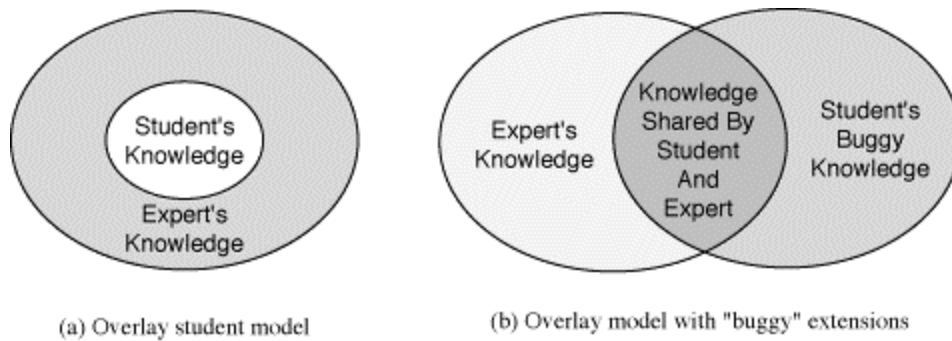 Student's
Knowledge
Expert's
Knowledge
(a) Overlay student model
Expert's
Knowledge
Knowledge
Shared By
Student
And
Expert
Student's
Buggy
Knowledge
(b) Overlay model with "buggy" extensions